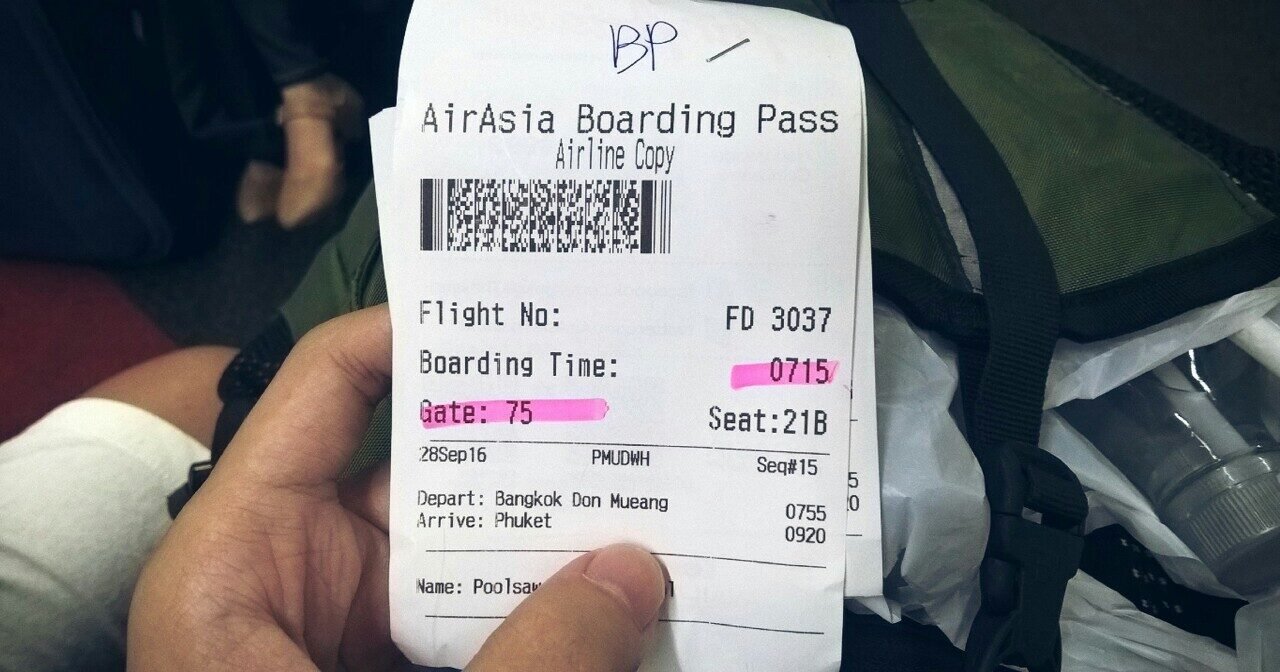 BP
AirAsia Boarding Pass
Airline Copy
Flight No: FD 3037
Boarding Time: 0715
Gate: 75 Seat:21B
28Sep16 PMUDWH Seq#15
Depart: Bangkok Don Mueang 0755
Arrive: Phuket 0920
Name: